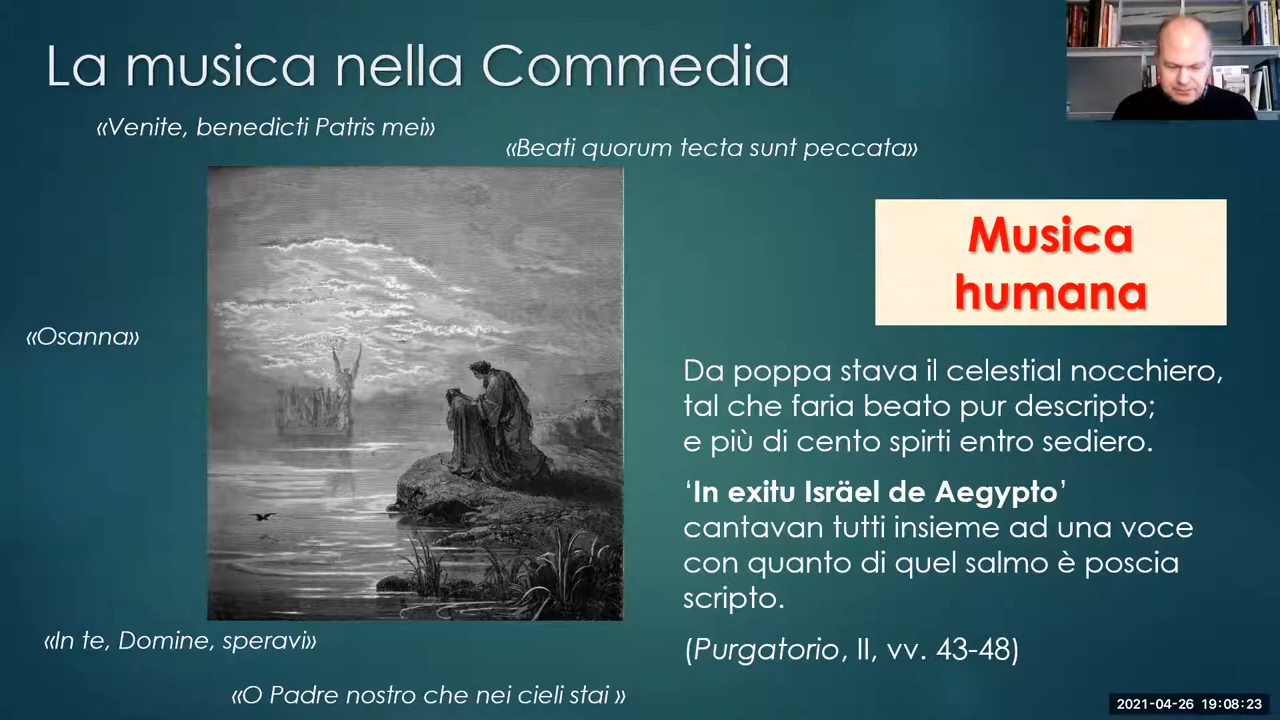 La musica nella Commedia
«Venite, benedicti Patris mei»
«Beati quorum tecta sunt peccata»
Musica
humana
«Osanna»
Da poppa stava il celestial nocchiero,
tal che faria beato pur descripto;
e più di cento spirti entro sediero.
‘In exitu Isräel de Aegypto’
cantavan tutti insieme ad una voce
con quanto di quel salmo è poscia
scripto.
(Purgatorio, II, vv. 43-48)
«In te, Domine, speravi»
«O Padre nostro che nei cieli stai »
2021-04-26 19:08:23